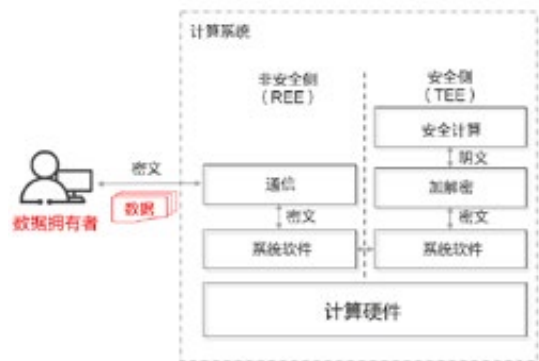 计算系统
非安全侧
(REE)
安全侧
(TEE)
安全计算
明文
密文
通信
加解密
数据
数据拥有者
密文
密文
系统软件
系统软件
计算硬件